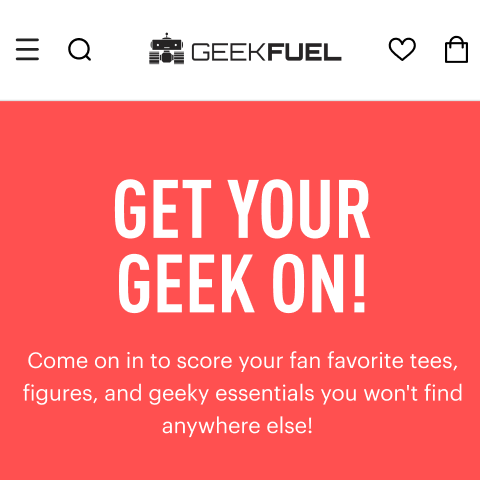 GEEKFUEL
GET YOUR
GEEK ON!
Come on in to score your fan favorite tees,
figures, and geeky essentials you won't find
anywhere else!